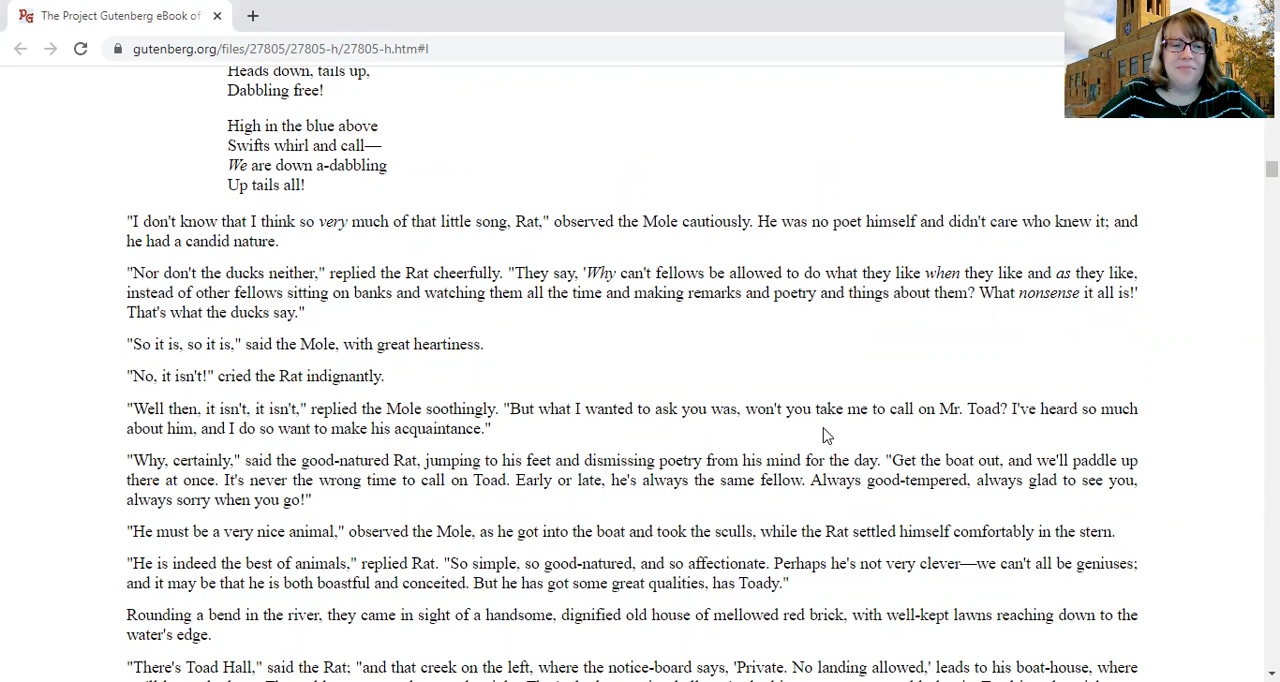 The Project Gutenberg eBook of
gutenberg.org/files/27805/27805-h/27805-h.htm#I
Heads down, tails up,
Dabbling free!
High in the blue above
Swifts whirl and call—
We are down a-dabbling
Up tails all!
"I don't know that I think so very much of that little song, Rat," observed the Mole cautiously. He was no poet himself and didn't care who knew it; and
he had a candid nature.
"Nor don't the ducks neither," replied the Rat cheerfully. "They say, 'Why can't fellows be allowed to do what they like when they like and as they like,
instead of other fellows sitting on banks and watching them all the time and making remarks and poetry and things about them? What nonsense it all is!'
That's what the ducks say."
"So it is, so it is," said the Mole, with great heartiness.
"No, it isn't!" cried the Rat indignantly.
"Well then, it isn't, it isn't," replied the Mole soothingly. "But what I wanted to ask you was, won't you take me to call on Mr. Toad? I've heard so much
about him, and I do so want to make his acquaintance."
"Why, certainly," said the good-natured Rat, jumping to his feet and dismissing poetry from his mind for the day. "Get the boat out, and we'll paddle up
there at once. It's never the wrong time to call on Toad. Early or late, he's always the same fellow. Always good-tempered, always glad to see you,
always sorry when you go!"
"He must be a very nice animal," observed the Mole, as he got into the boat and took the sculls, while the Rat settled himself comfortably in the stern.
"He is indeed the best of animals," replied Rat. "So simple, so good-natured, and so affectionate. Perhaps he's not very clever—we can't all be geniuses;
and it may be that he is both boastful and conceited. But he has got some great qualities, has Toady."
Rounding a bend in the river, they came in sight of a handsome, dignified old house of mellowed red brick, with well-kept lawns reaching down to the
water's edge.
"There's Toad Hall," said the Rat; "and that creek on the left, where the notice-board says, 'Private. No landing allowed,' leads to his boat-house, where